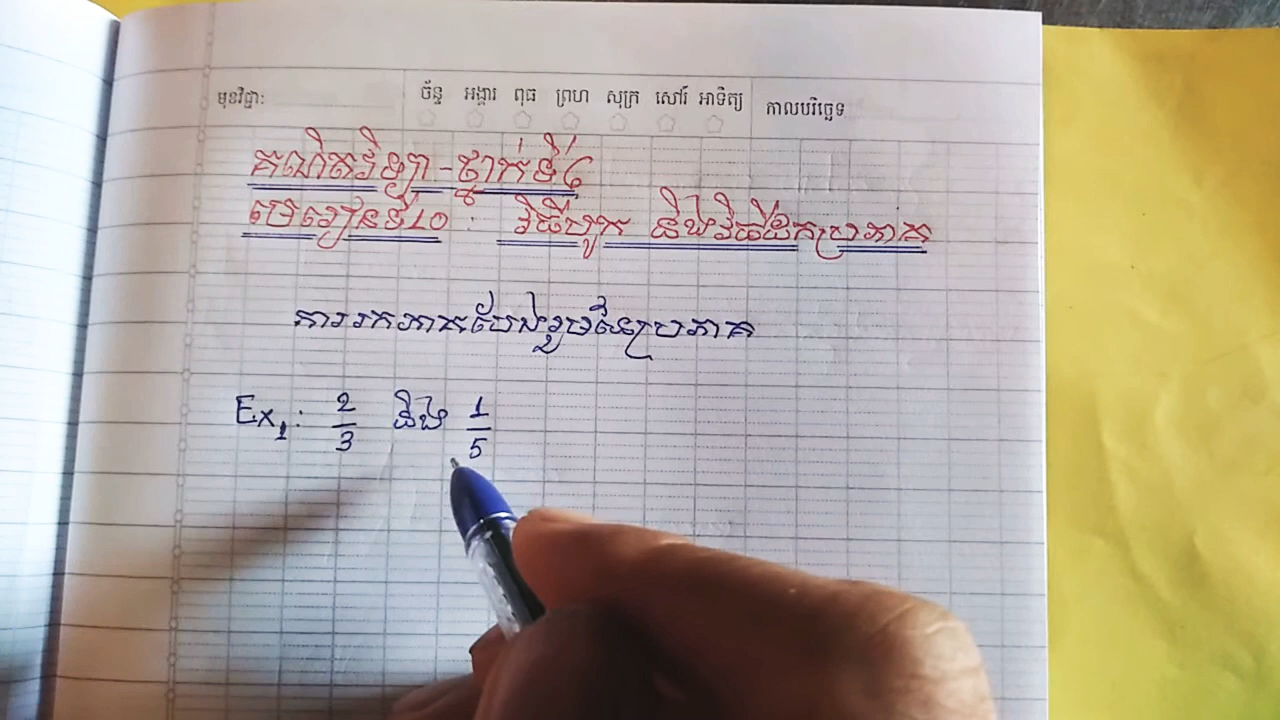 មុខវិជ្ជា: ច័ន្ទ អង្គារ ពុធ ព្រហ សុក្រ សៅរ៍ អាទិត្យ កាលបរិច្ឆេទ
គណិតវិទ្យា - ថ្នាក់ទី៤
មេរៀនទី១០ : វិធីបូក និងវិធីដកប្រភាគ
ការរកភាគបែងរួមនៃប្រភាគ
Ex1: 2/3 និង 1/5